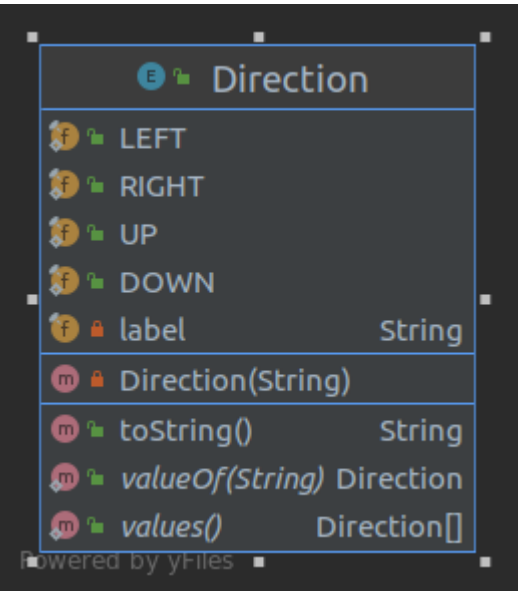 E Direction
f LEFT
f RIGHT
f UP
f DOWN
f label String
m Direction(String)
m toString() String
m valueOf(String) Direction
m values() Direction[]
Powered by yFiles